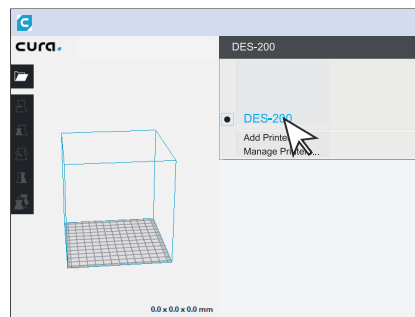 cura.
DES-200
DES-200
Add Printer
Manage Printers...
0.0 x 0.0 x 0.0 mm